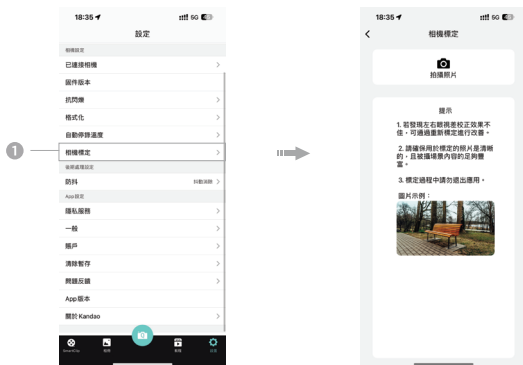 18:35
5G
設定
相機設定
已連接相機
固件版本
抗閃爍
格式化
自動停錄溫度
相機標定
後期處理設定
防抖
抖動消除
App設定
隱私服務
一般
賬戶
清除暫存
問題反饋
App版本
關於 Kandao
設置
1
18:35
5G
相機標定
拍攝照片
提示
1. 若發現左右眼視差校正效果不
佳，可通過重新標定進行改善。
2. 請確保用於標定的照片是清晰
的，且被攝場景內容的足夠豐
富。
3. 標定過程中請勿退出應用。
圖片示例：